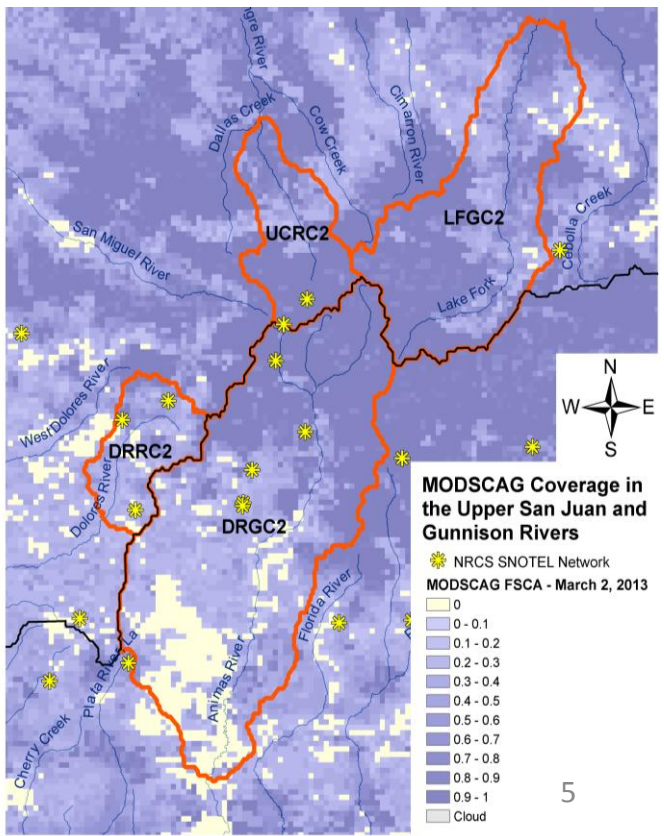 gre River
Dallas Creek
Cow Creek
Cimarron River
UCRC2
LFGC2
Cebolla Creek
San Miguel River
Lake Fork
West Dolores River
DRRC2
Dolores River
DRGC2
Florida River
Animas River
Plata River, La
Cherry Creek
N
W
E
S
MODSCAG Coverage in
the Upper San Juan and
Gunnison Rivers
NRCS SNOTEL Network
MODSCAG FSCA - March 2, 2013
0
0 - 0.1
0.1 - 0.2
0.2 - 0.3
0.3 - 0.4
0.4 - 0.5
0.5 - 0.6
0.6 - 0.7
0.7 - 0.8
0.8 - 0.9
0.9 - 1
Cloud
5